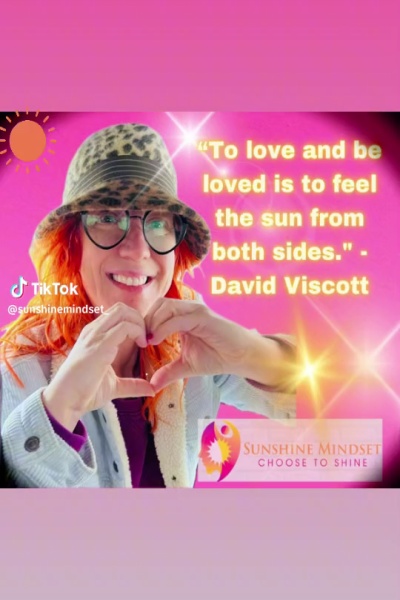 “To love and be
loved is to feel
the sun from
both sides." -
David Viscott
TikTok
@sunshinemindset_
SUNSHINE MINDSET
CHOOSE TO SHINE